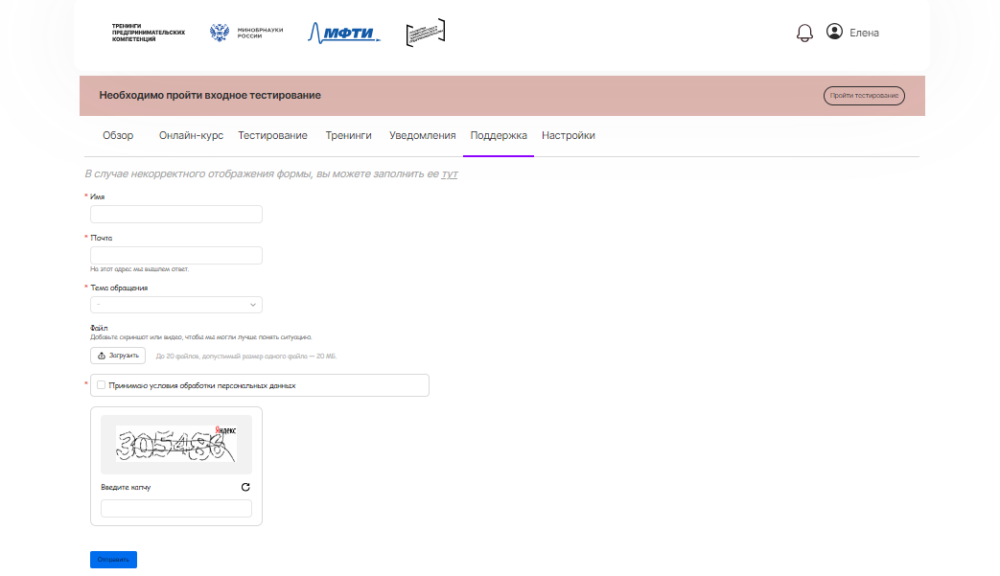 ТРЕНИНГИ
ПРЕДПРИНИМАТЕЛЬСКИХ
КОМПЕТЕНЦИЙ
МИНОБРНАУКИ
РОССИИ
МФТИ
Елена
Необходимо пройти входное тестирование
Пройти тестирование
Обзор Онлайн-курс Тестирование Тренинги Уведомления Поддержка Настройки
В случае некорректного отображения формы, вы можете заполнить ее тут
* Имя
* Почта
На этот адрес мы вышлем ответ.
* Тема обращения
-
Файл
Добавьте скриншот или видео, чтобы мы могли лучше понять ситуацию.
Загрузить
До 20 файлов, допустимый размер одного файла — 20 МБ.
* Принимаю условия обработки персональных данных
Яндекс
Введите капчу
Отправить